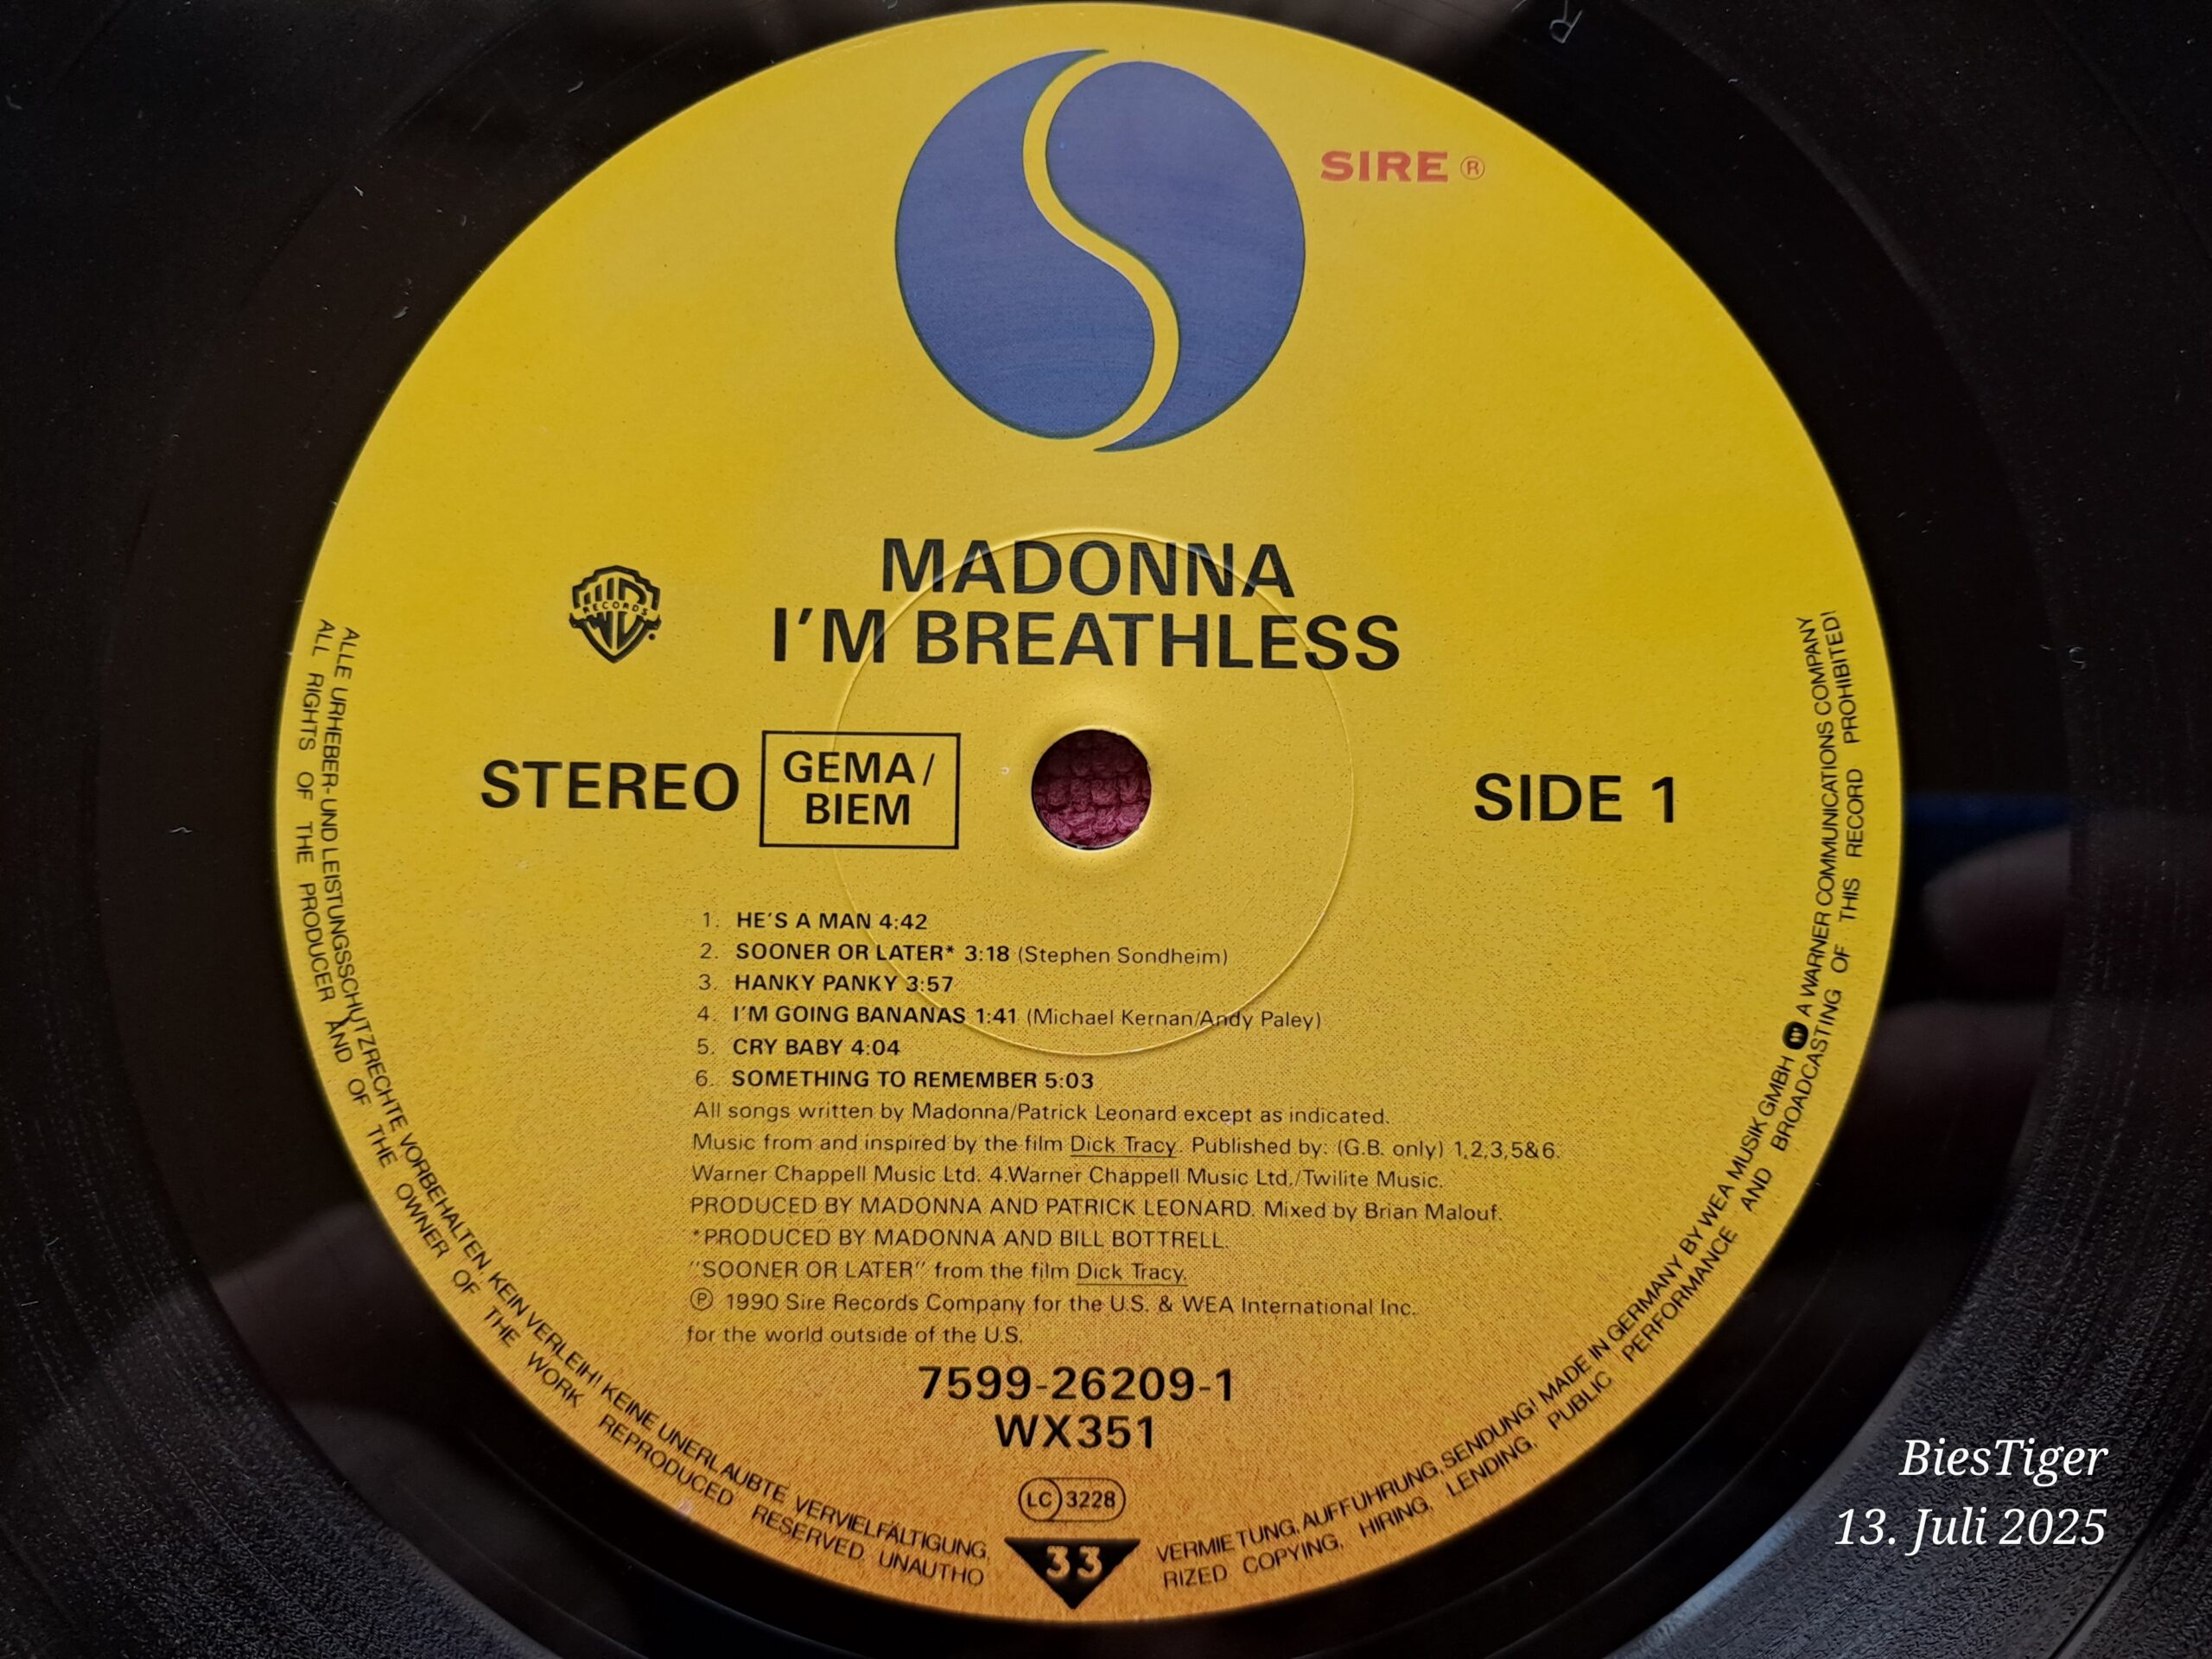 R
SIRE ®
MADONNA
I'M BREATHLESS
RECORDS
STEREO
GEMA/
BIEM
SIDE 1
1. HE'S A MAN 4:42
2. SOONER OR LATER* 3:18 (Stephen Sondheim)
3. HANKY PANKY 3:57
4. I'M GOING BANANAS 1:41 (Michael Kernan/Andy Paley)
5. CRY BABY 4:04
6. SOMETHING TO REMEMBER 5:03
All songs written by Madonna/Patrick Leonard except as indicated.
Music from and inspired by the film Dick Tracy. Published by: (G.B. only) 1,2,3,5&6.
Warner Chappell Music Ltd. 4.Warner Chappell Music Ltd./Twilite Music.
PRODUCED BY MADONNA AND PATRICK LEONARD. Mixed by Brian Malouf.
*PRODUCED BY MADONNA AND BILL BOTTRELL.
"SOONER OR LATER" from the film Dick Tracy.
Ⓟ 1990 Sire Records Company for the U.S. & WEA International Inc.
for the world outside of the U.S.
7599-26209-1
WX351
LC 3228
33
ALLE URHEBER- UND LEISTUNGSSCHUTZRECHTE VORBEHALTEN. KEIN VERLEIH! KEINE UNERLAUBTE VERVIELFÄLTIGUNG, VERMIETUNG, AUFFÜHRUNG, SENDUNG! MADE IN GERMANY BY WEA MUSIK GMBH A WARNER COMMUNICATIONS COMPANY
ALL RIGHTS OF THE PRODUCER AND OF THE OWNER OF THE WORK REPRODUCED RESERVED. UNAUTHO RIZED COPYING, HIRING, LENDING, PUBLIC PERFORMANCE AND BROADCASTING OF THIS RECORD PROHIBITED!
BiesTiger
13. Juli 2025